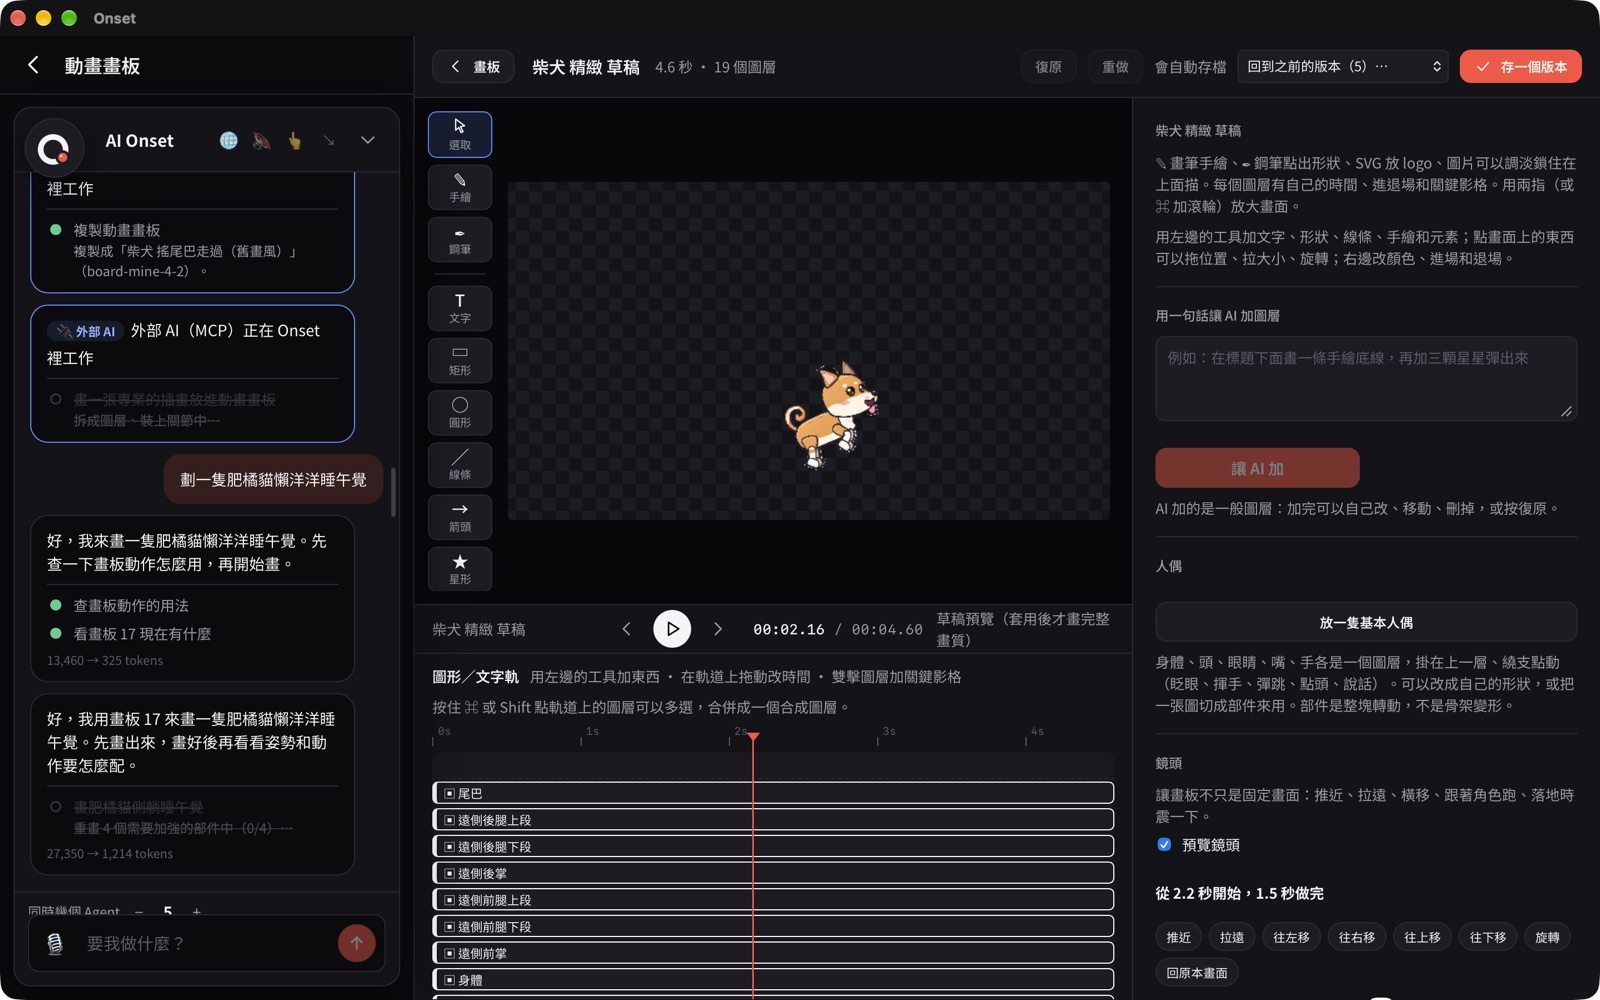 Onset
動畫畫板
AI Onset
裡工作
複製動畫畫板
複製成「柴犬 搖尾巴走過（舊畫風）」
（board-mine-4-2）。
外部 AI 外部 AI（MCP）正在 Onset
裡工作
畫一張專業的插畫放進動畫畫板
拆成圖層、裝上關節中…
劃一隻肥橘貓懶洋洋睡午覺
好，我來畫一隻肥橘貓懶洋洋睡午覺。先
查一下畫板動作怎麼用，再開始畫。
查畫板動作的用法
看畫板 17 現在有什麼
13,460 → 325 tokens
好，我用畫板 17 來畫一隻肥橘貓懶洋洋睡
午覺。先畫出來，畫好後再看看姿勢和動
作要怎麼配。
畫肥橘貓側躺睡午覺
重畫 4 個需要加強的部件中（0/4）…
27,350 → 1,214 tokens
同時幾個 Agent − 5 +
要我做什麼？
畫板
柴犬 精緻 草稿
4.6 秒・19 個圖層
復原
重做
會自動存檔
回到之前的版本（5）…
存一個版本
選取
手繪
鋼筆
T
文字
矩形
圓形
線條
箭頭
星形
柴犬 精緻 草稿
00:02.16 / 00:04.60
草稿預覽（套用後才畫完整
畫質）
圖形／文字軌 用左邊的工具加東西・在軌道上拖動改時間・雙擊圖層加關鍵影格
按住 ⌘ 或 Shift 點軌道上的圖層可以多選，合併成一個合成圖層。
0s 1s 2s 3s 4s
尾巴
遠側後腿上段
遠側後腿下段
遠側後掌
遠側前腿上段
遠側前腿下段
遠側前掌
身體
柴犬 精緻 草稿
✎ 畫筆手繪、✒ 鋼筆點出形狀、SVG 放 logo、圖片可以調淡鎖住在
上面描。每個圖層有自己的時間、進退場和關鍵影格。用兩指（或
⌘ 加滾輪）放大畫面。
用左邊的工具加文字、形狀、線條、手繪和元素；點畫面上的東西
可以拖位置、拉大小、旋轉；右邊改顏色、進場和退場。
用一句話讓 AI 加圖層
例如：在標題下面畫一條手繪底線，再加三顆星星彈出來
讓 AI 加
AI 加的是一般圖層：加完可以自己改、移動、刪掉，或按復原。
人偶
放一隻基本人偶
身體、頭、眼睛、嘴、手各是一個圖層，掛在上一層、繞支點動
（眨眼、揮手、彈跳、點頭、說話）。可以改成自己的形狀，或把
一張圖切成部件來用。部件是整塊轉動，不是骨架變形。
鏡頭
讓畫板不只是固定畫面：推近、拉遠、橫移、跟著角色跑、落地時
震一下。
預覽鏡頭
從 2.2 秒開始，1.5 秒做完
推近 拉遠 往左移 往右移 往上移 往下移 旋轉
回原本畫面